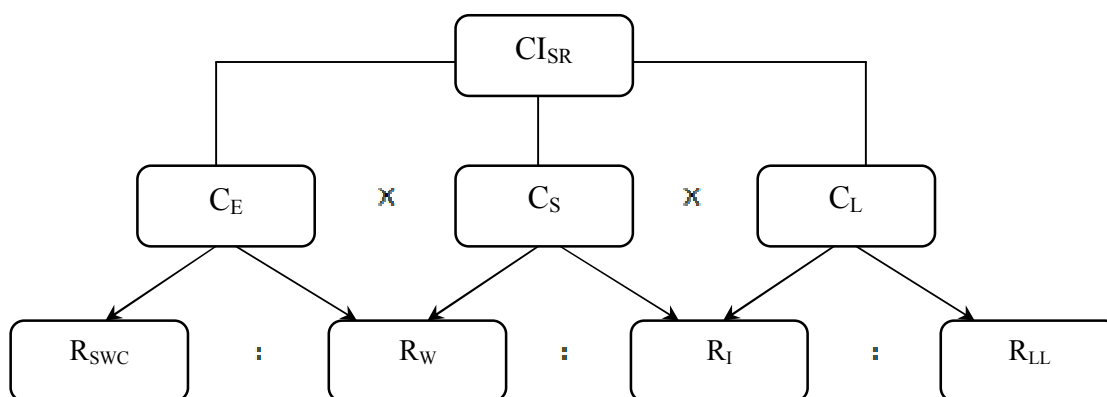 CI_SR
C_E × C_S × C_L
R_SWC : R_W : R_I : R_LL